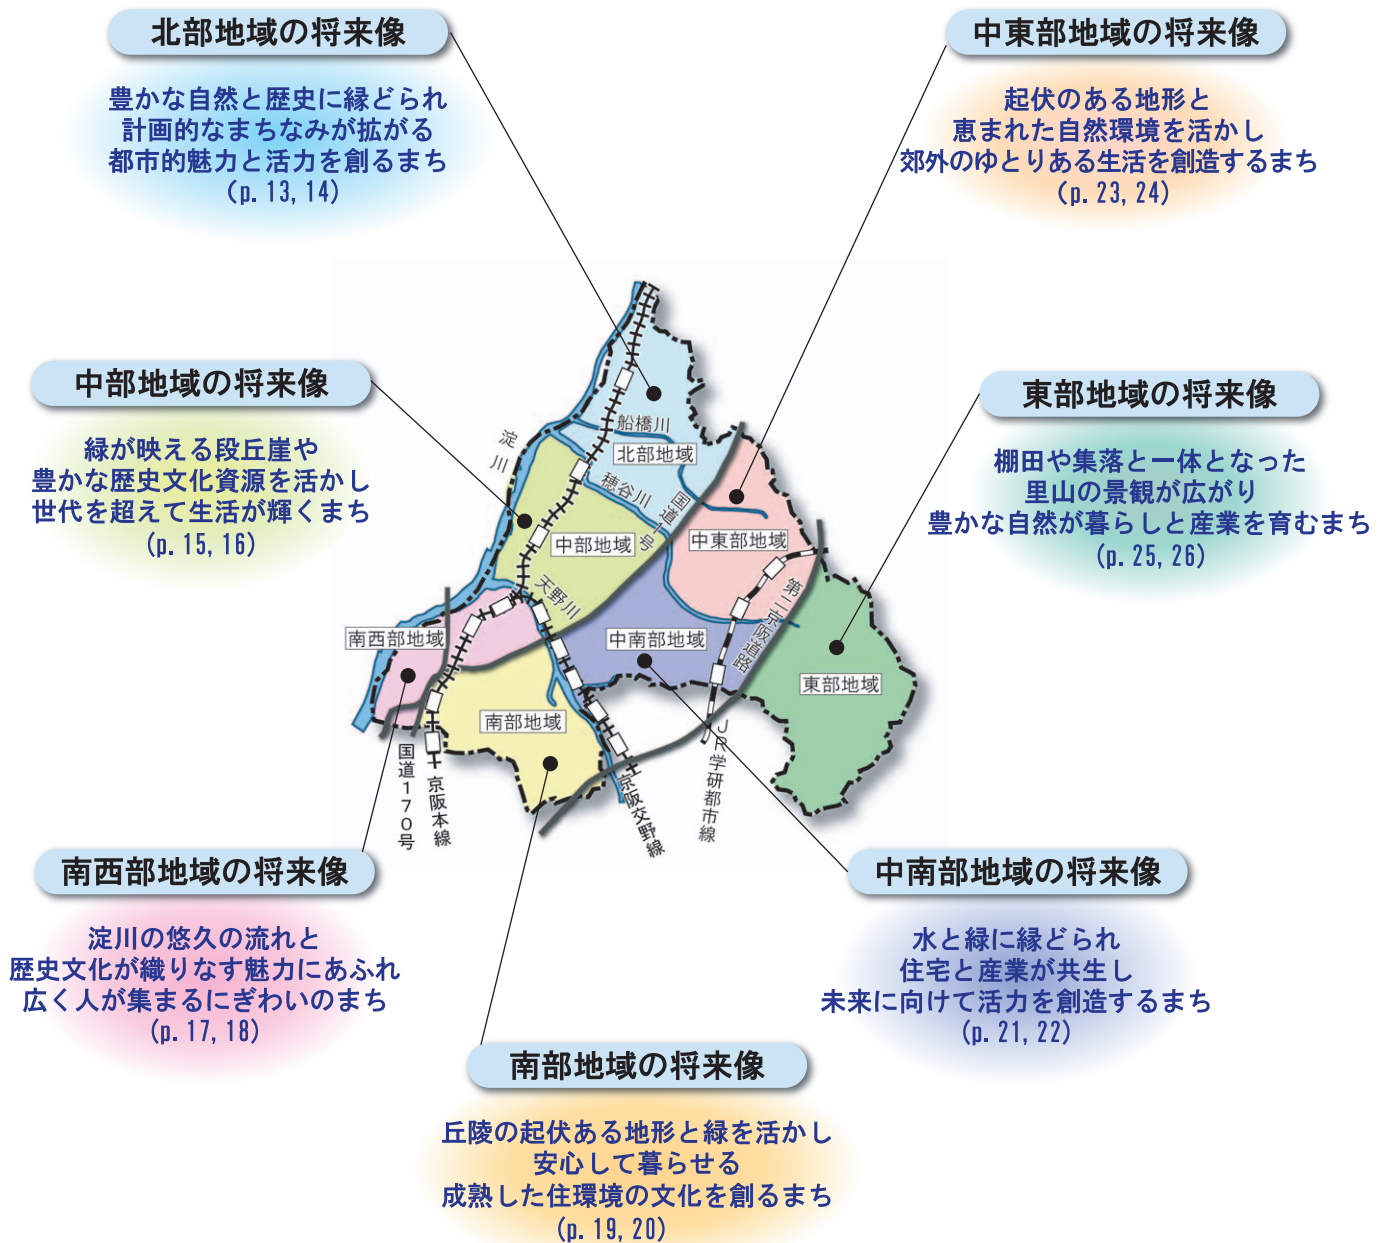 北部地域の将来像
豊かな自然と歴史に縁どられ
計画的なまちなみが拡がる
都市的魅力と活力を創るまち
(p. 13, 14)
中東部地域の将来像
起伏のある地形と
恵まれた自然環境を活かし
郊外のゆとりある生活を創造するまち
(p. 23, 24)
中部地域の将来像
緑が映える段丘崖や
豊かな歴史文化資源を活かし
世代を超えて生活が輝くまち
(p. 15, 16)
東部地域の将来像
棚田や集落と一体となった
里山の景観が広がり
豊かな自然が暮らしと産業を育むまち
(p. 25, 26)
淀川
船橋川
北部地域
穂谷川
国道1号
中部地域
中東部地域
天野川
第二京阪道路
南西部地域
中南部地域
東部地域
南部地域
国道170号
京阪本線
京阪交野線
JR学研都市線
南西部地域の将来像
淀川の悠久の流れと
歴史文化が織りなす魅力にあふれ
広く人が集まるにぎわいのまち
(p. 17, 18)
中南部地域の将来像
水と緑に縁どられ
住宅と産業が共生し
未来に向けて活力を創造するまち
(p. 21, 22)
南部地域の将来像
丘陵の起伏ある地形と緑を活かし
安心して暮らせる
成熟した住環境の文化を創るまち
(p. 19, 20)